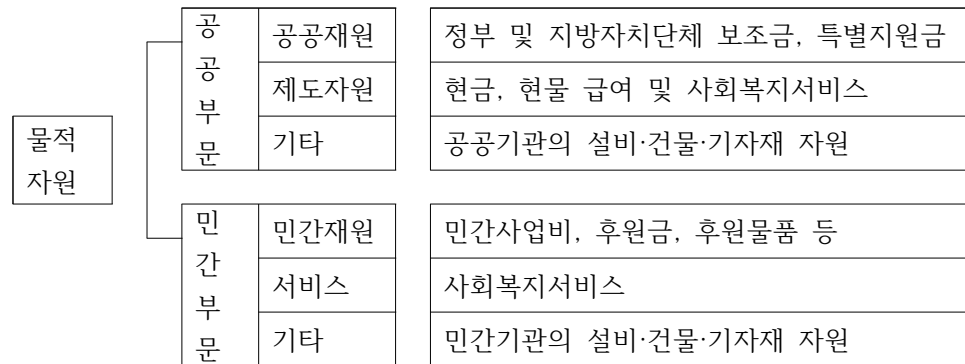 물적
자원
공공부문
공공재원 정부 및 지방자치단체 보조금, 특별지원금
제도자원 현금, 현물 급여 및 사회복지서비스
기타 공공기관의 설비·건물·기자재 자원
민간부문
민간재원 민간사업비, 후원금, 후원물품 등
서비스 사회복지서비스
기타 민간기관의 설비·건물·기자재 자원